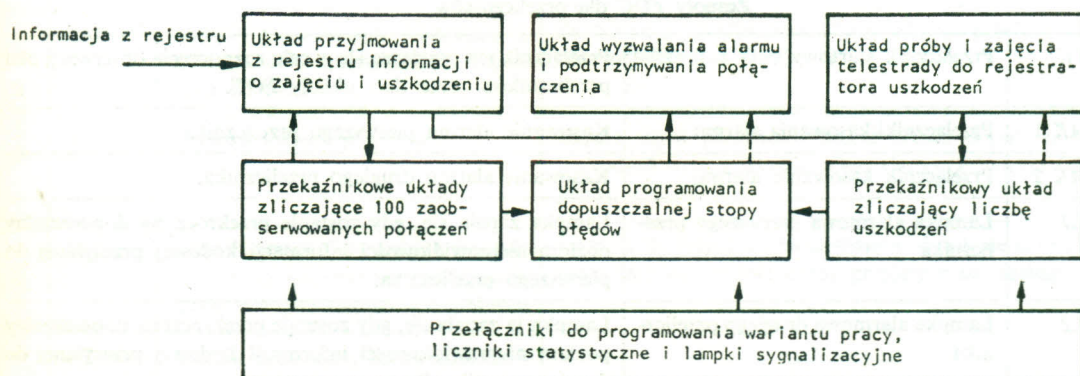 Informacja z rejestru
Układ przyjmowania
z rejestru informacji
o zajęciu i uszkodzeniu
Układ wyzwalania alarmu
i podtrzymywania połą-
czenia
Układ próby i zajęcia
telestrady do rejestra-
tora uszkodzeń
Przekaźnikowe układy
zliczające 100 zaob-
serwowanych połączeń
Układ programowania
dopuszczalnej stopy
błędów
Przekaźnikowy układ
zliczający liczbę
uszkodzeń
Przełączniki do programowania wariantu pracy,
liczniki statystyczne i lampki sygnalizacyjne